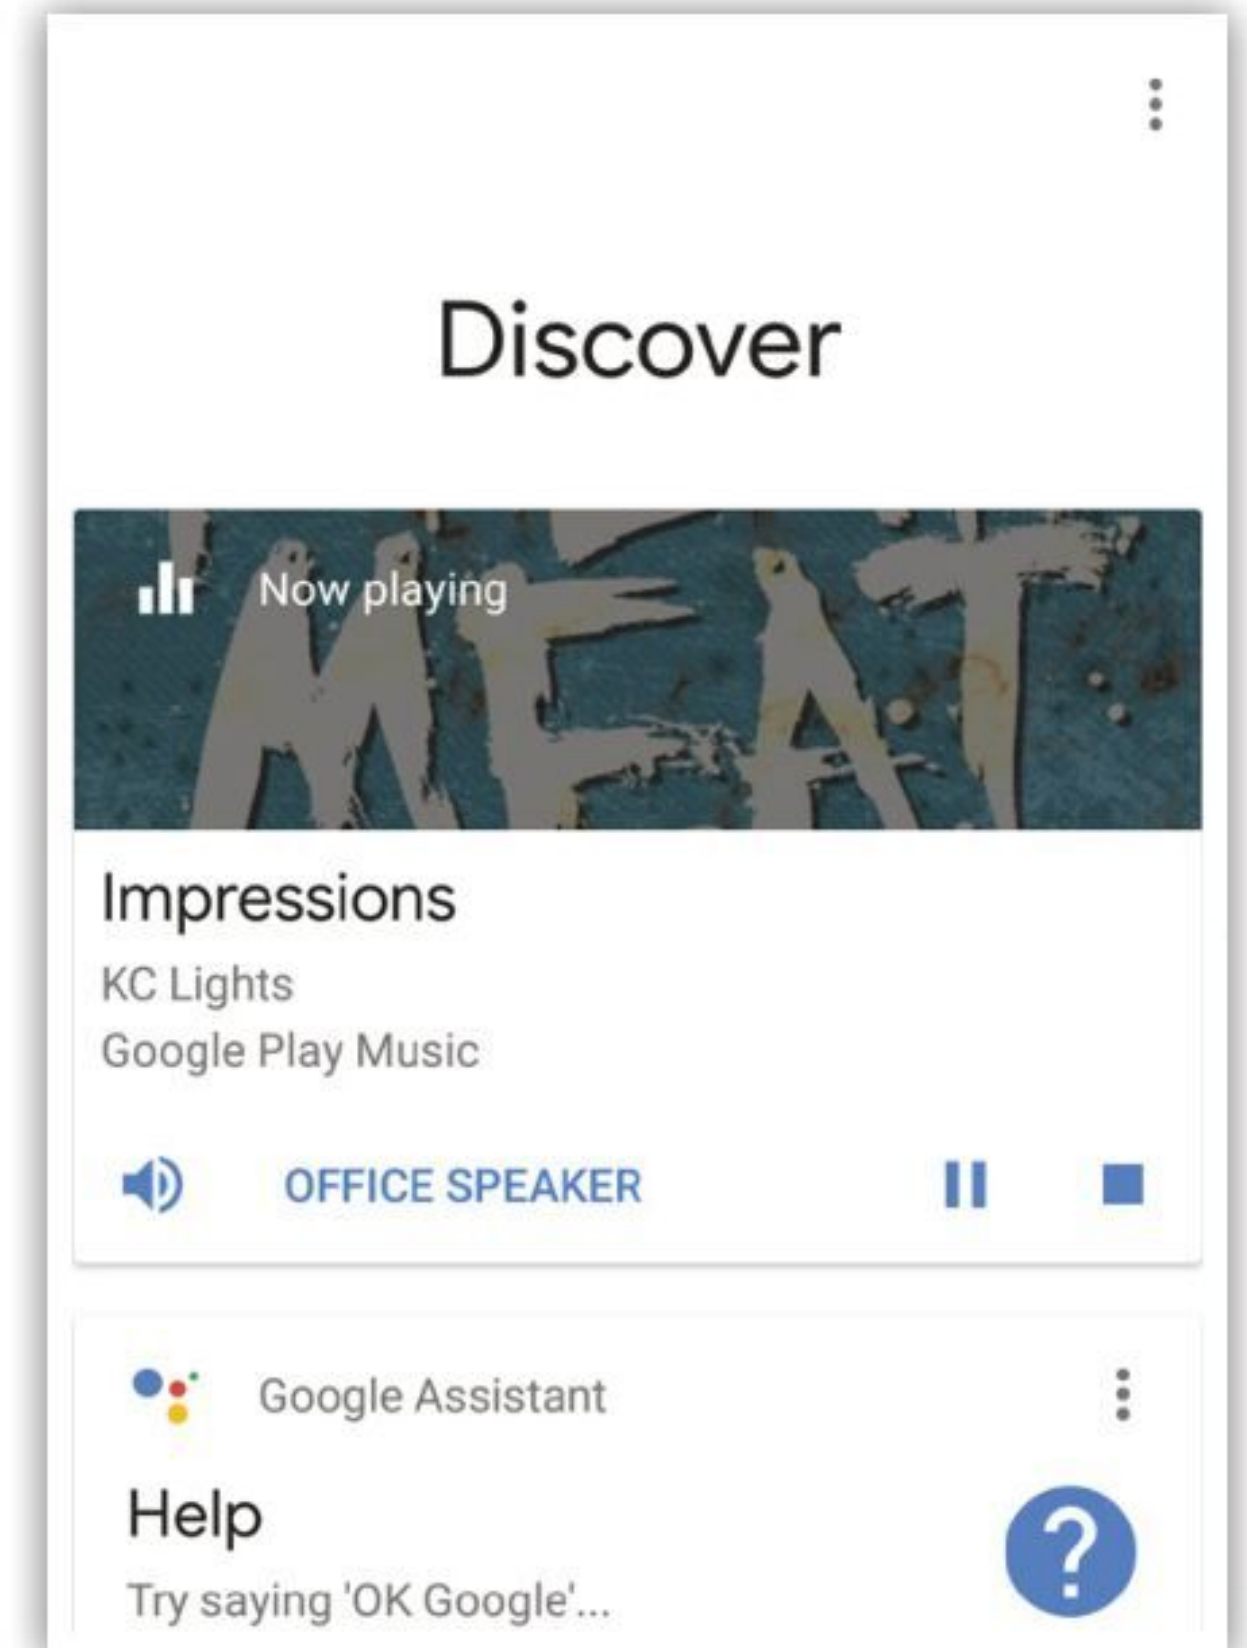 Discover
Now playing
MEAT
Impressions
KC Lights
Google Play Music
OFFICE SPEAKER
Google Assistant
Help
Try saying 'OK Google'...